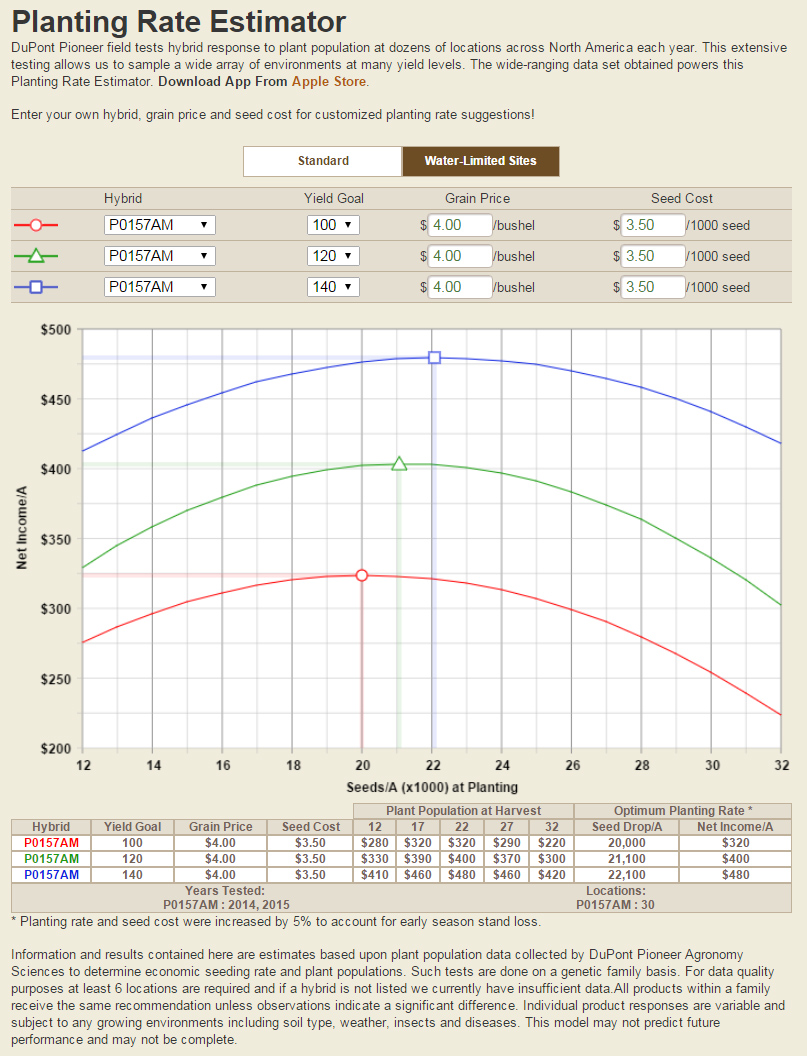 Planting Rate Estimator
DuPont Pioneer field tests hybrid response to plant population at dozens of locations across North America each year. This extensive
testing allows us to sample a wide array of environments at many yield levels. The wide-ranging data set obtained powers this
Planting Rate Estimator. Download App From Apple Store.
Enter your own hybrid, grain price and seed cost for customized planting rate suggestions!
Standard Water-Limited Sites
Hybrid Yield Goal Grain Price Seed Cost
P0157AM ▼ 100 ▼ $ 4.00 /bushel $ 3.50 /1000 seed
P0157AM ▼ 120 ▼ $ 4.00 /bushel $ 3.50 /1000 seed
P0157AM ▼ 140 ▼ $ 4.00 /bushel $ 3.50 /1000 seed
$500
$450
$400
$350
$300
$250
$200
Net Income/A
12 14 16 18 20 22 24 26 28 30 32
Seeds/A (x1000) at Planting
Plant Population at Harvest Optimum Planting Rate *
Hybrid Yield Goal Grain Price Seed Cost 12 17 22 27 32 Seed Drop/A Net Income/A
P0157AM 100 $4.00 $3.50 $280 $320 $320 $290 $220 20,000 $320
P0157AM 120 $4.00 $3.50 $330 $390 $400 $370 $300 21,100 $400
P0157AM 140 $4.00 $3.50 $410 $460 $480 $460 $420 22,100 $480
Years Tested: Locations:
P0157AM : 2014, 2015 P0157AM : 30
* Planting rate and seed cost were increased by 5% to account for early season stand loss.
Information and results contained here are estimates based upon plant population data collected by DuPont Pioneer Agronomy
Sciences to determine economic seeding rate and plant populations. Such tests are done on a genetic family basis. For data quality
purposes at least 6 locations are required and if a hybrid is not listed we currently have insufficient data.All products within a family
receive the same recommendation unless observations indicate a significant difference. Individual product responses are variable and
subject to any growing environments including soil type, weather, insects and diseases. This model may not predict future
performance and may not be complete.